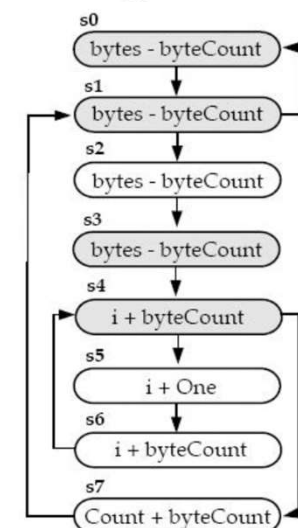 s0
bytes - byteCount
s1
bytes - byteCount
s2
bytes - byteCount
s3
bytes - byteCount
s4
i + byteCount
s5
i + One
s6
i + byteCount
s7
Count + byteCount